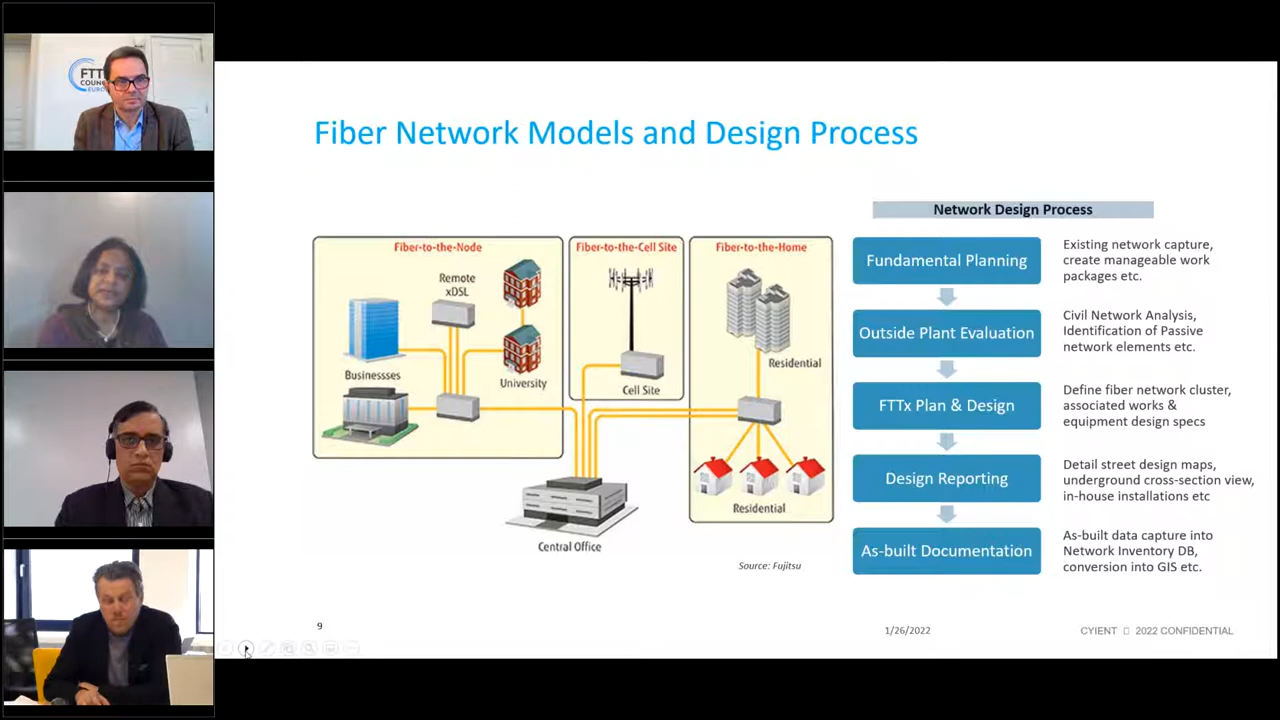 FTT
COUNC
EURO
Fiber Network Models and Design Process
Fiber-to-the-Node
Remote
xDSL
Businessses
University
Fiber-to-the-Cell Site
Cell Site
Fiber-to-the-Home
Residential
Residential
Central Office
Source: Fujitsu
Network Design Process
Fundamental Planning
Existing network capture,
create manageable work
packages etc.
Outside Plant Evaluation
Civil Network Analysis,
Identification of Passive
network elements etc.
FTTx Plan & Design
Define fiber network cluster,
associated works &
equipment design specs
Design Reporting
Detail street design maps,
underground cross-section view,
in-house installations etc
As-built Documentation
As-built data capture into
Network Inventory DB,
conversion into GIS etc.
9
1/26/2022
CYIENT 2022 CONFIDENTIAL